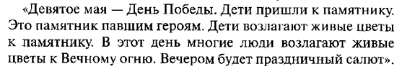 «Девятое мая — День Победы. Дети пришли к памятнику.
Это памятник павшим героям. Дети возлагают живые цветы
к памятнику. В этот день многие люди возлагают живые
цветы к Вечному огню. Вечером будет праздничный салют».